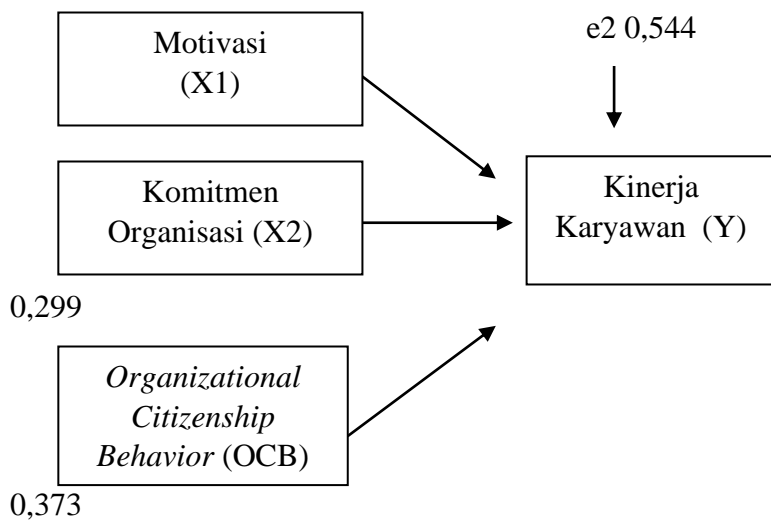 Motivasi
(X1)
e2 0,544
Komitmen
Organisasi (X2)
Kinerja
Karyawan (Y)
0,299
Organizational
Citizenship
Behavior (OCB)
0,373